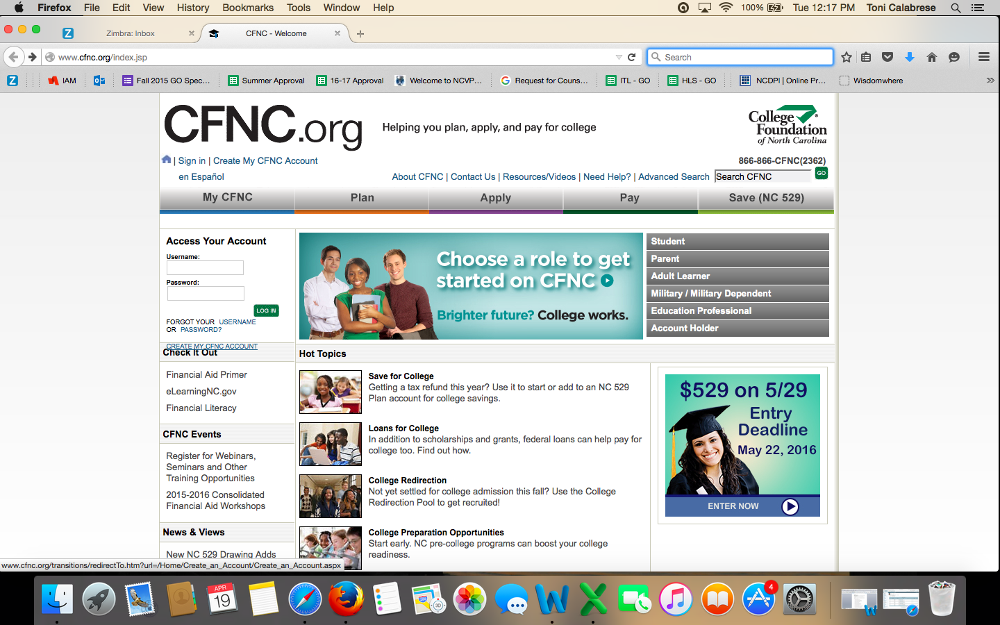 Firefox File Edit View History Bookmarks Tools Window Help 100% Tue 12:17 PM Toni Calabrese
Zimbra: Inbox CFNC - Welcome
www.cfnc.org/index.jsp Search
IAM Fall 2015 GO Spec... Summer Approval 16-17 Approval Welcome to NCVP... Request for Couns... ITL - GO HLS - GO NCDPI | Online Pr... Wisdomwhere
CFNC.org
Helping you plan, apply, and pay for college
College
Foundation
of North Carolina
| Sign in | Create My CFNC Account
866-866-CFNC(2362)
en Español
About CFNC | Contact Us | Resources/Videos | Need Help? | Advanced Search Search CFNC GO
My CFNC Plan Apply Pay Save (NC 529)
Access Your Account
Username:
Password:
LOG IN
FORGOT YOUR USERNAME
OR PASSWORD?
CREATE MY CFNC ACCOUNT
Choose a role to get
started on CFNC
Brighter future? College works.
Student
Parent
Adult Learner
Military / Military Dependent
Education Professional
Account Holder
Check It Out
Financial Aid Primer
eLearningNC.gov
Financial Literacy
CFNC Events
Register for Webinars,
Seminars and Other
Training Opportunities
2015-2016 Consolidated
Financial Aid Workshops
News & Views
New NC 529 Drawing Adds
Hot Topics
Save for College
Getting a tax refund this year? Use it to start or add to an NC 529
Plan account for college savings.
Loans for College
In addition to scholarships and grants, federal loans can help pay for
college too. Find out how.
College Redirection
Not yet settled for college admission this fall? Use the College
Redirection Pool to get recruited!
College Preparation Opportunities
Start early. NC pre-college programs can boost your college
readiness.
$529 on 5/29
Entry
Deadline
May 22, 2016
ENTER NOW
www.cfnc.org/transitions/redirectTo.htm?url=/Home/Create_an_Account/Create_an_Account.aspx
APR
19
4